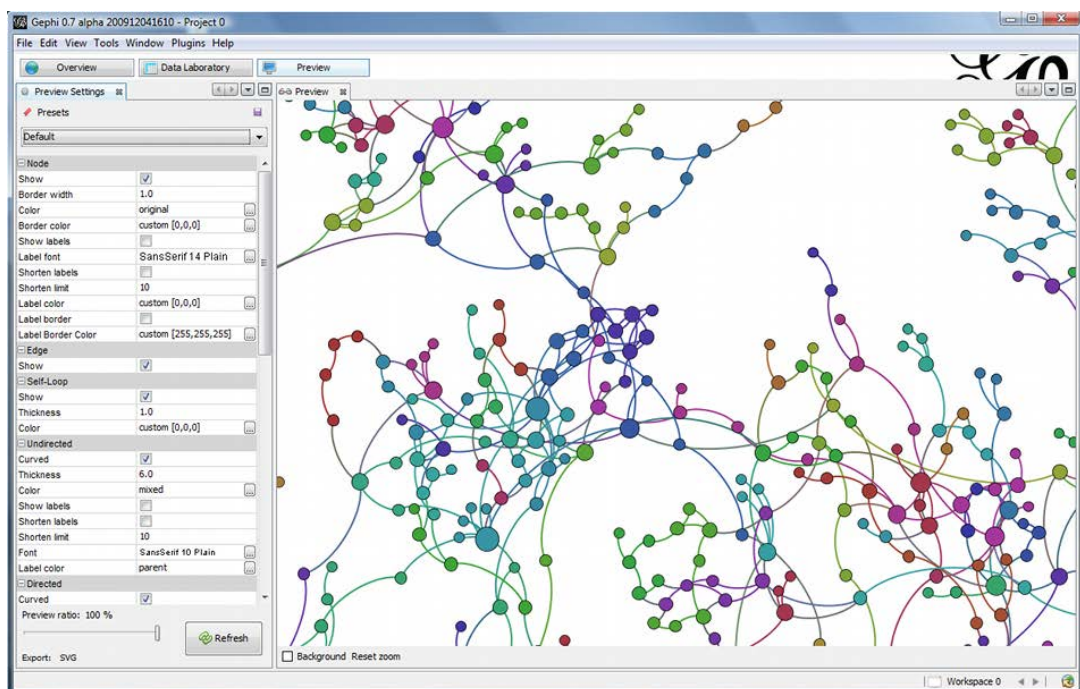 Gephi 0.7 alpha 200912041610 - Project 0
File Edit View Tools Window Plugins Help
Overview Data Laboratory Preview
Preview Settings
Preview
Presets
Default
Node
Show
Border width 1.0
Color original
Border color custom [0,0,0]
Show labels
Label font SansSerif 14 Plain
Shorten labels
Shorten limit 10
Label color custom [0,0,0]
Label border
Label Border Color custom [255,255,255]
Edge
Show
Self-Loop
Show
Thickness 1.0
Color custom [0,0,0]
Undirected
Curved
Thickness 6.0
Color mixed
Show labels
Shorten labels
Shorten limit 10
Font SansSerif 10 Plain
Label color parent
Directed
Curved
Preview ratio: 100 %
Refresh
Export: SVG
Background Reset zoom
Workspace 0